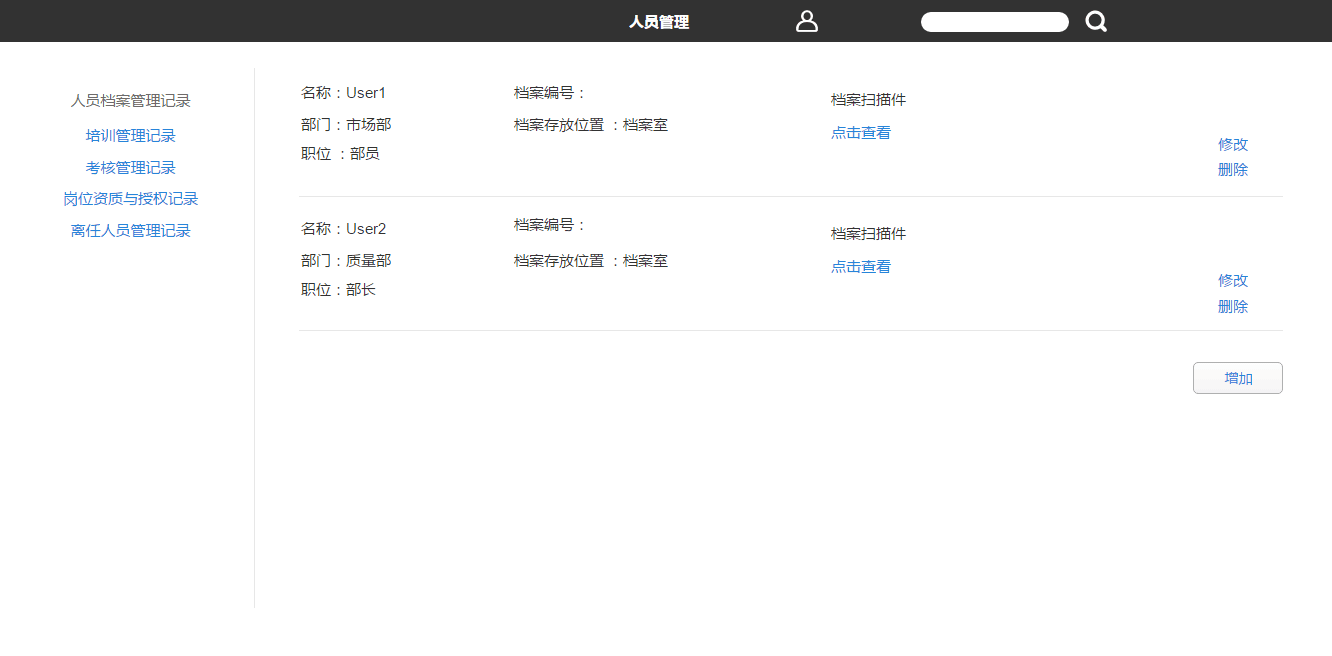 人员管理
人员档案管理记录
培训管理记录
考核管理记录
岗位资质与授权记录
离任人员管理记录
名称：User1
档案编号：
档案扫描件
部门：市场部
档案存放位置 ：档案室
点击查看
职位 ：部员
修改
删除
名称：User2
档案编号：
档案扫描件
部门：质量部
档案存放位置 ：档案室
点击查看
职位：部长
修改
删除
增加